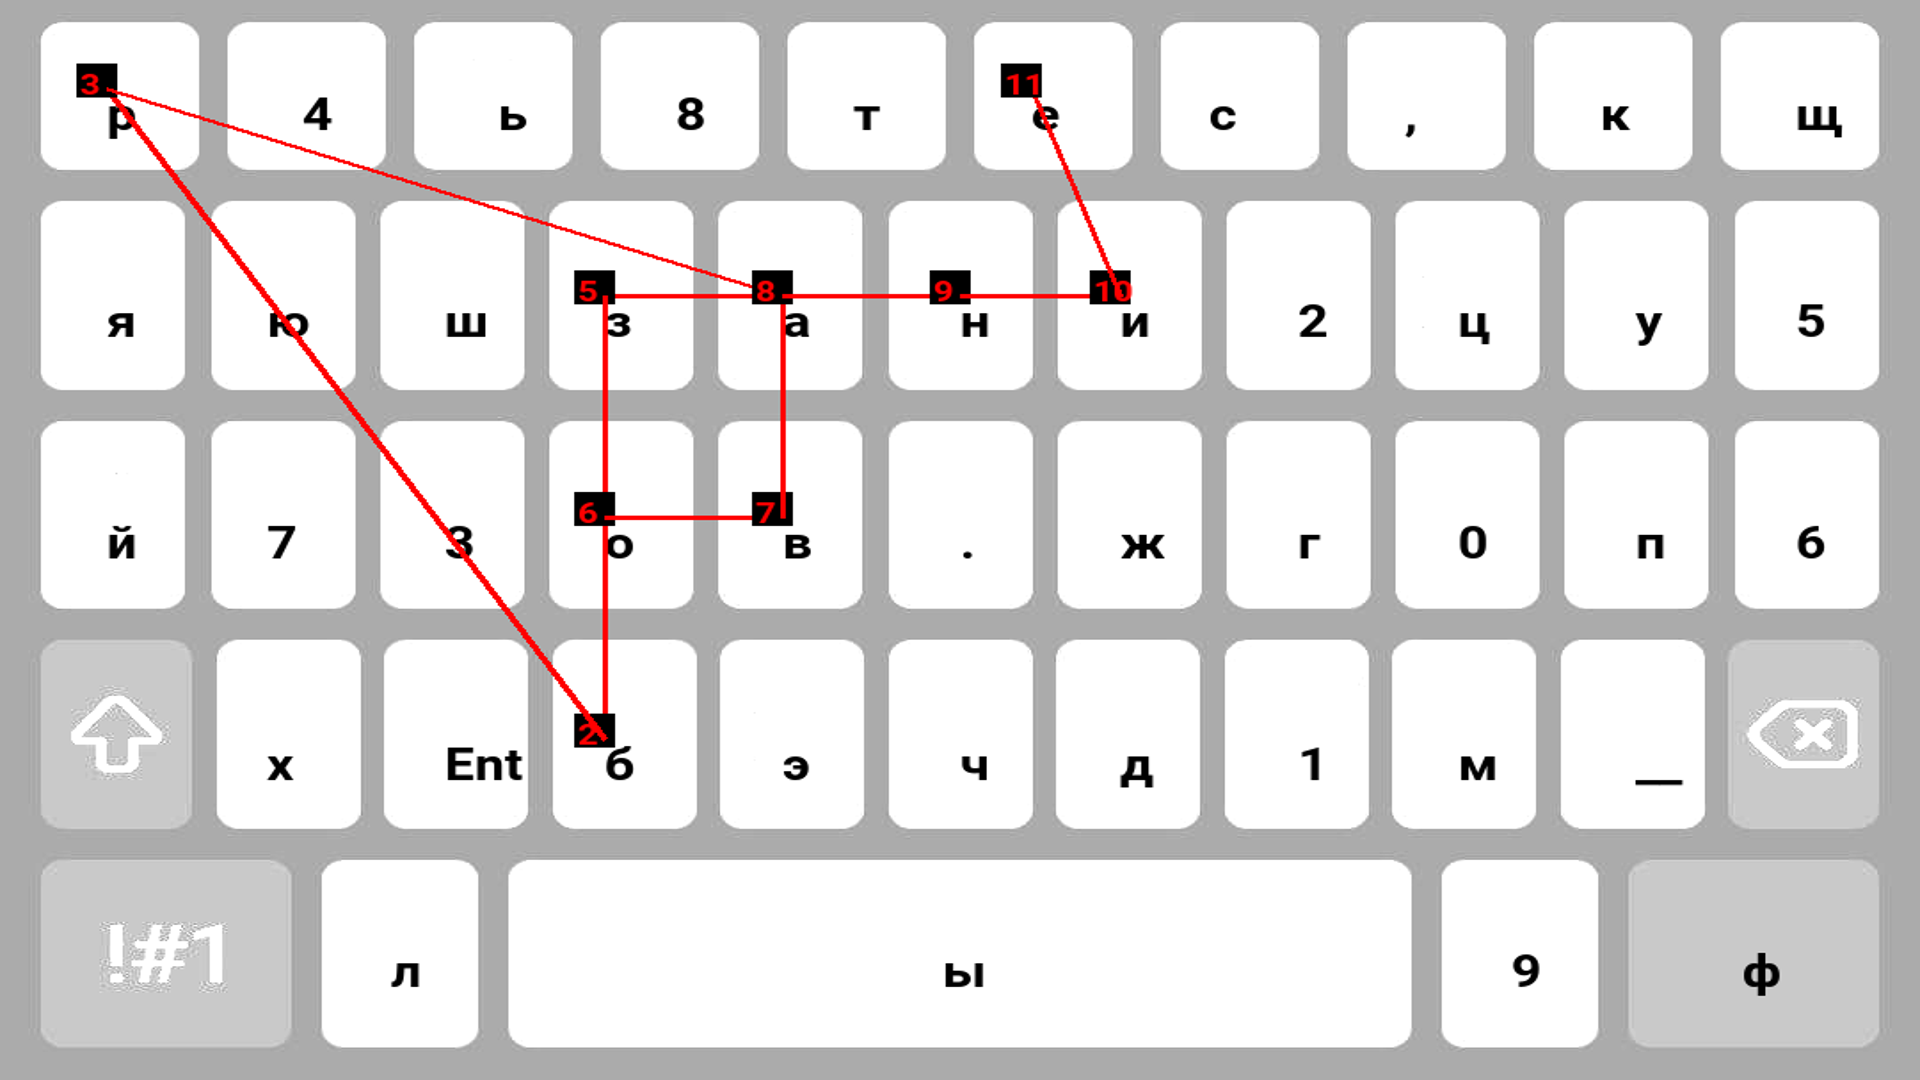 3 р 4 ь 8 т 11 е с , к щ
я ю ш 5 з 8 а 9 н 10 и 2 ц у 5
й 7 3 6 о 7 в . ж г 0 п 6
х Ent 2 б э ч д 1 м __
!#1 л ы 9 ф